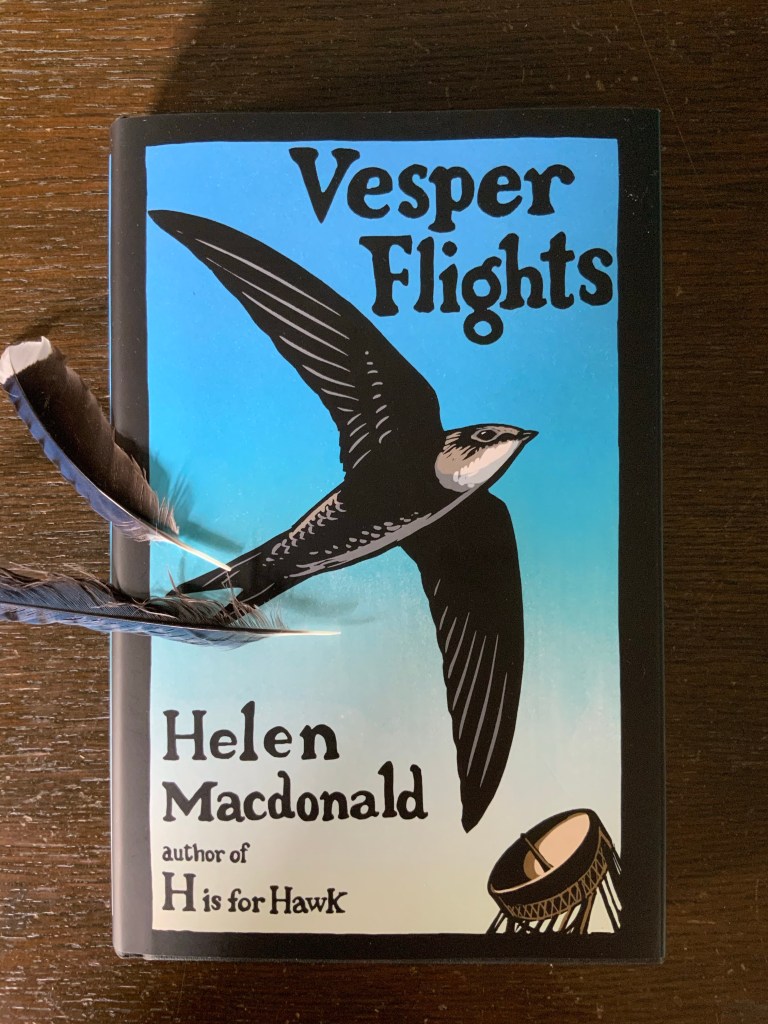 Vesper
Flights
Helen
Macdonald
author of
H is for Hawk